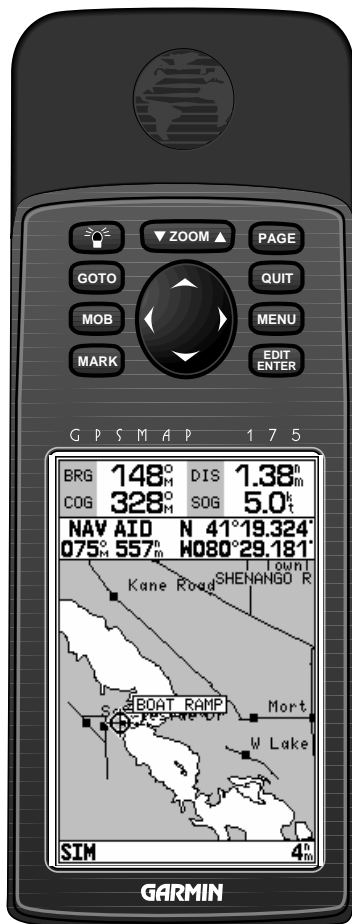 ▼ ZOOM ▲
PAGE
GOTO
QUIT
MOB
MENU
MARK
EDIT
ENTER
GPSMAP 175
BRG 148°M DIS 1.38nm
COG 328°M SOG 5.0kt
NAV AID N 41°19.324'
075°M 557nm W080°29.181'
Townl
Kane Road SHENANGO R
BOAT RAMP
Mort
W Lake
SIM 4nm
GARMIN